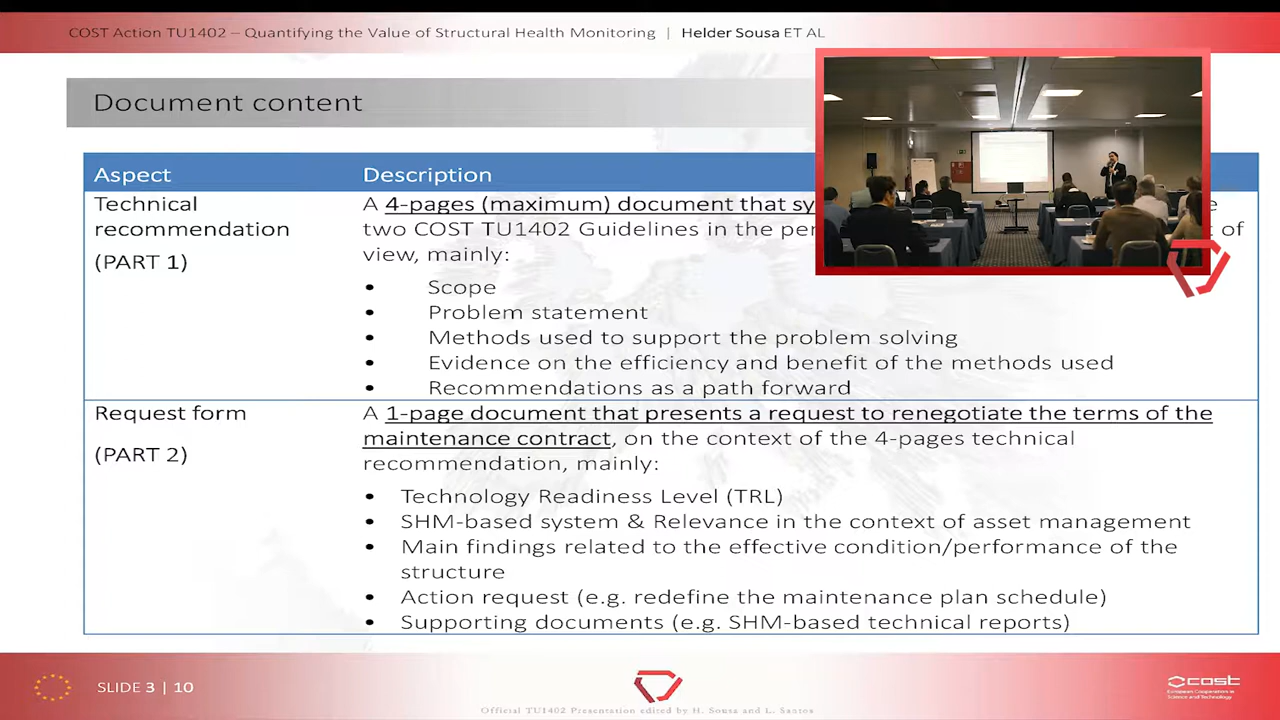 COST Action TU1402 – Quantifying the Value of Structural Health Monitoring | Helder Sousa ET AL
Document content
Aspect
Description
Technical
recommendation
(PART 1)
A 4-pages (maximum) document that
two COST TU1402 Guidelines in the
of
view, mainly:
• Scope
• Problem statement
• Methods used to support the problem solving
• Evidence on the efficiency and benefit of the methods used
• Recommendations as a path forward
Request form
(PART 2)
A 1-page document that presents a request to renegotiate the terms of the
maintenance contract, on the context of the 4-pages technical
recommendation, mainly:
• Technology Readiness Level (TRL)
• SHM-based system & Relevance in the context of asset management
• Main findings related to the effective condition/performance of the
structure
• Action request (e.g. redefine the maintenance plan schedule)
• Supporting documents (e.g. SHM-based technical reports)
SLIDE 3 | 10
cost
European Cooperation in
Science and Technology
Official TU1402 Presentation edited by H. Sousa and L. Santos